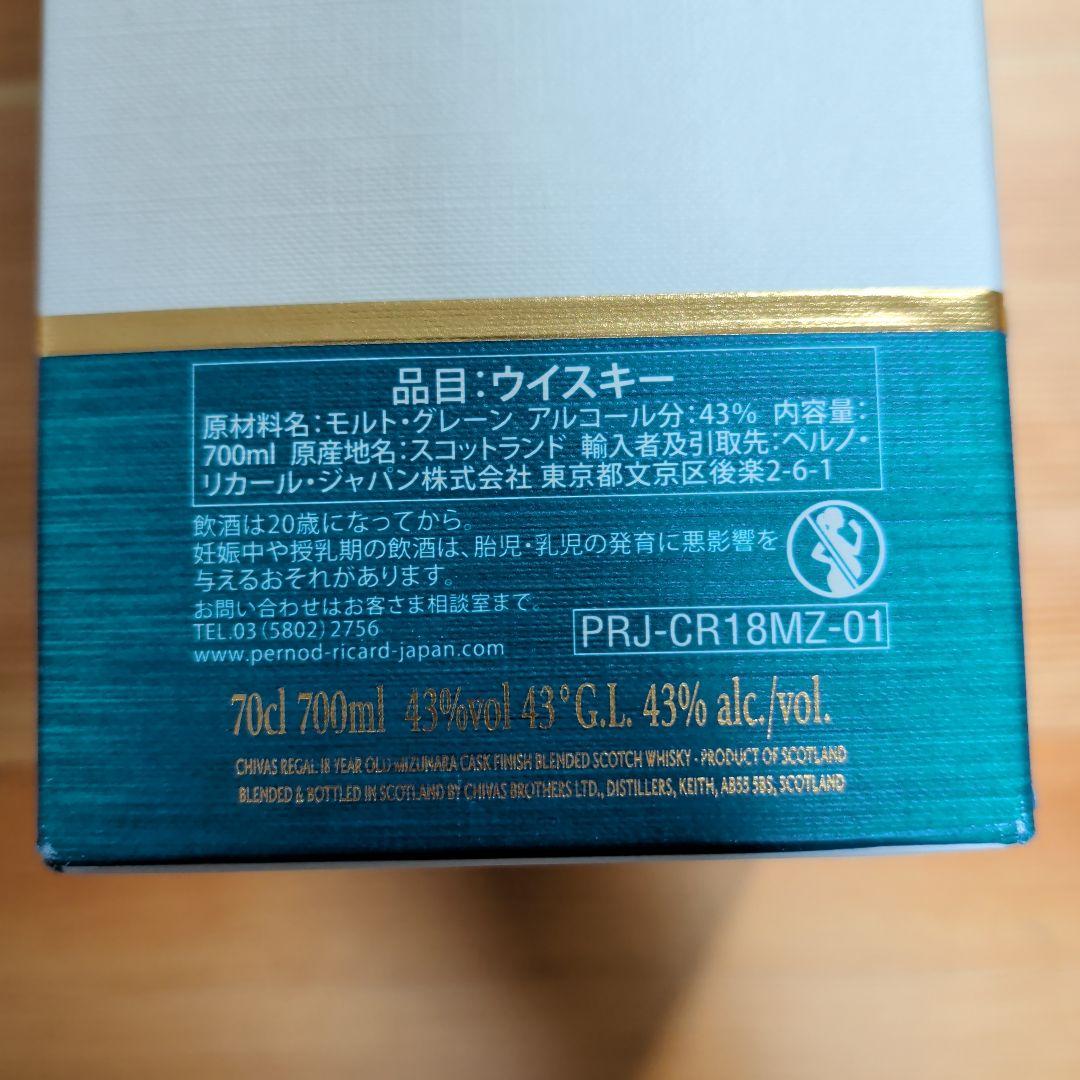 品目:ウイスキー
原材料名:モルト・グレーン アルコール分:43% 内容量:
700ml 原産地名:スコットランド 輸入者及引取先:ペルノ・
リカール・ジャパン株式会社 東京都文京区後楽2-6-1
飲酒は20歳になってから。
妊娠中や授乳期の飲酒は、胎児・乳児の発育に悪影響を
与えるおそれがあります。
お問い合わせはお客さま相談室まで。
TEL.03(5802)2756
www.pernod-ricard-japan.com
PRJ-CR18MZ-01
70cl 700ml 43%vol 43°G.L. 43% alc./vol.
CHIVAS REGAL 18 YEAR OLD MIZUNARA CASK FINISH BLENDED SCOTCH WHISKY · PRODUCT OF SCOTLAND
BLENDED & BOTTLED IN SCOTLAND BY CHIVAS BROTHERS LTD., DISTILLERS, KEITH, AB55 5BS, SCOTLAND